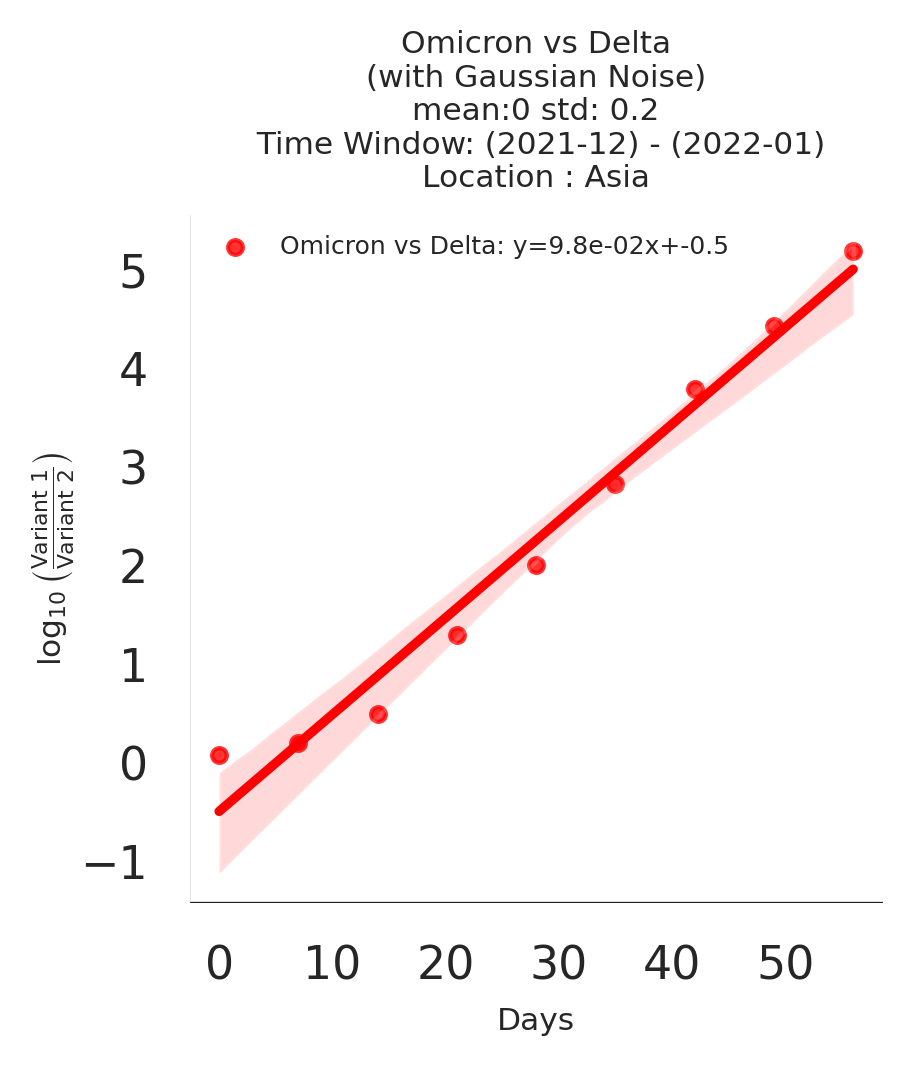 Omicron vs Delta
(with Gaussian Noise)
mean:0 std: 0.2
Time Window: (2021-12) - (2022-01)
Location : Asia
Omicron vs Delta: y=9.8e-02x+-0.5
5
4
3
2
1
0
−1
log₁₀ (Variant 1 / Variant 2)
0 10 20 30 40 50
Days